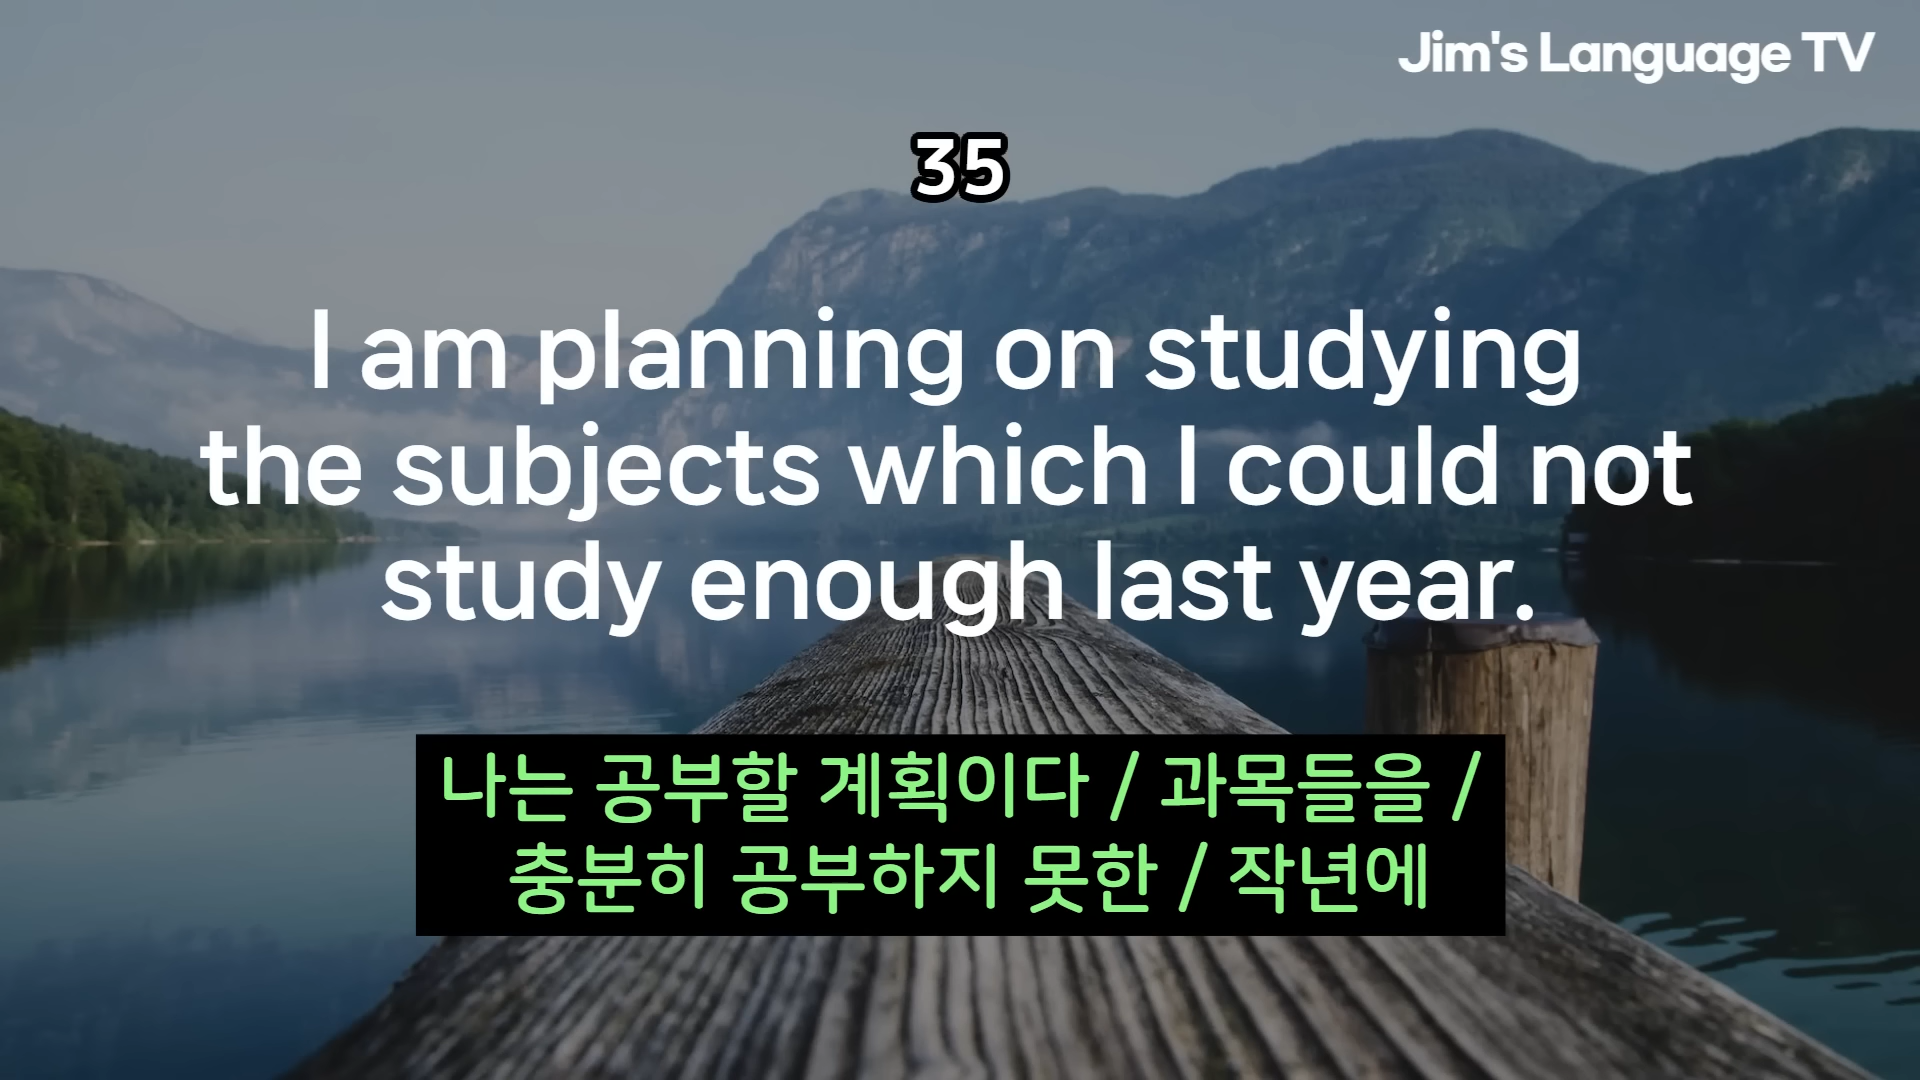 Jim's Language TV
35
I am planning on studying
the subjects which I could not
study enough last year.
나는 공부할 계획이다 / 과목들을 /
충분히 공부하지 못한 / 작년에